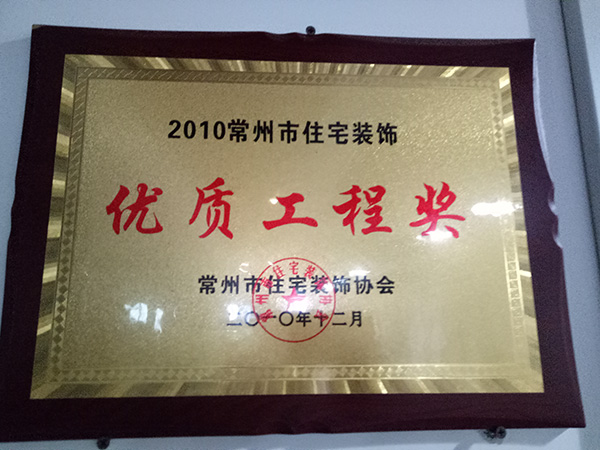 2010常州市住宅装饰
优质工程奖
常州市住宅装饰协会
二〇一〇年十二月